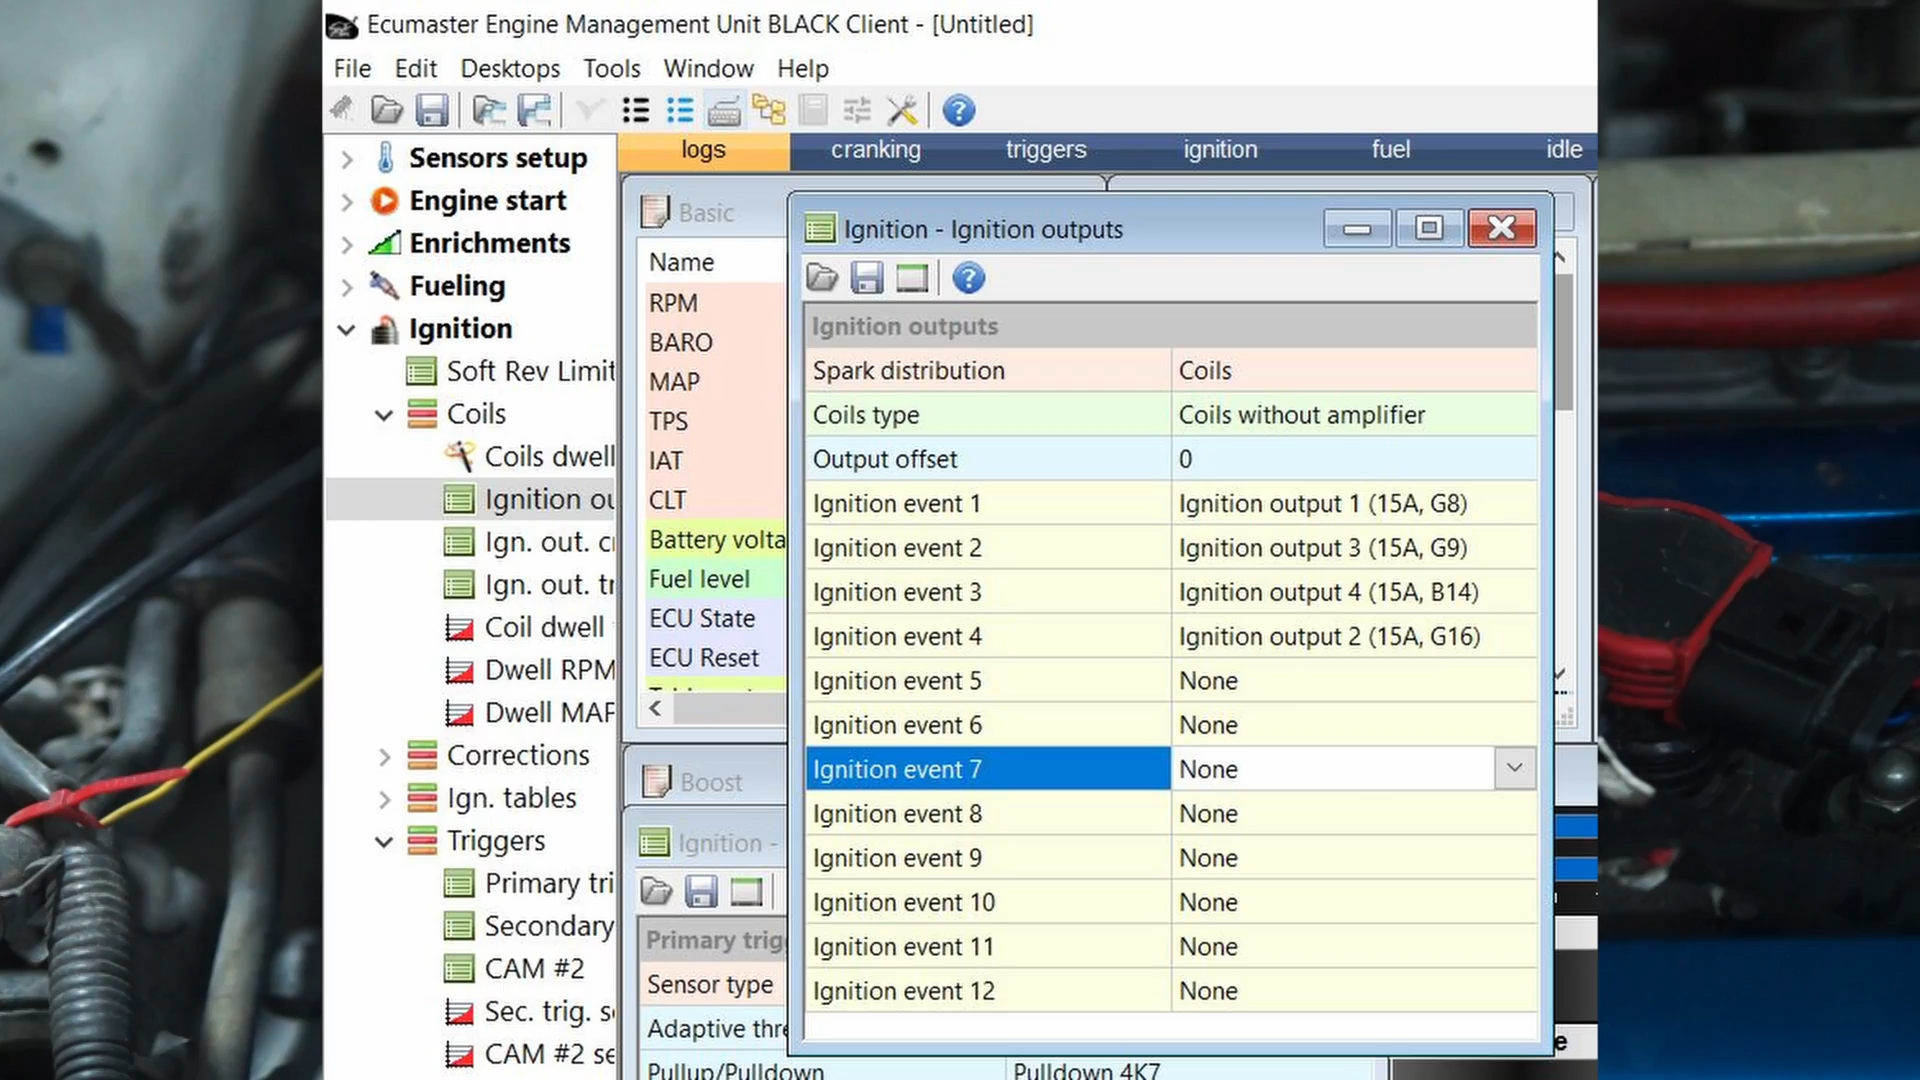 Ecumaster Engine Management Unit BLACK Client - [Untitled]
File Edit Desktops Tools Window Help
logs cranking triggers ignition fuel idle
Sensors setup
Engine start
Enrichments
Fueling
Ignition
Soft Rev Limit
Coils
Coils dwell
Ignition ou
Ign. out. c
Ign. out. tr
Coil dwell
Dwell RPM
Dwell MAP
Corrections
Ign. tables
Triggers
Primary tri
Secondary
CAM #2
Sec. trig. s
CAM #2 se
Basic
Name
RPM
BARO
MAP
TPS
IAT
CLT
Battery volta
Fuel level
ECU State
ECU Reset
Boost
Ignition -
Primary trig
Sensor type
Adaptive thre
Pullup/Pulldown Pulldown 4K7
Ignition - Ignition outputs
Ignition outputs
Spark distribution Coils
Coils type Coils without amplifier
Output offset 0
Ignition event 1 Ignition output 1 (15A, G8)
Ignition event 2 Ignition output 3 (15A, G9)
Ignition event 3 Ignition output 4 (15A, B14)
Ignition event 4 Ignition output 2 (15A, G16)
Ignition event 5 None
Ignition event 6 None
Ignition event 7 None
Ignition event 8 None
Ignition event 9 None
Ignition event 10 None
Ignition event 11 None
Ignition event 12 None